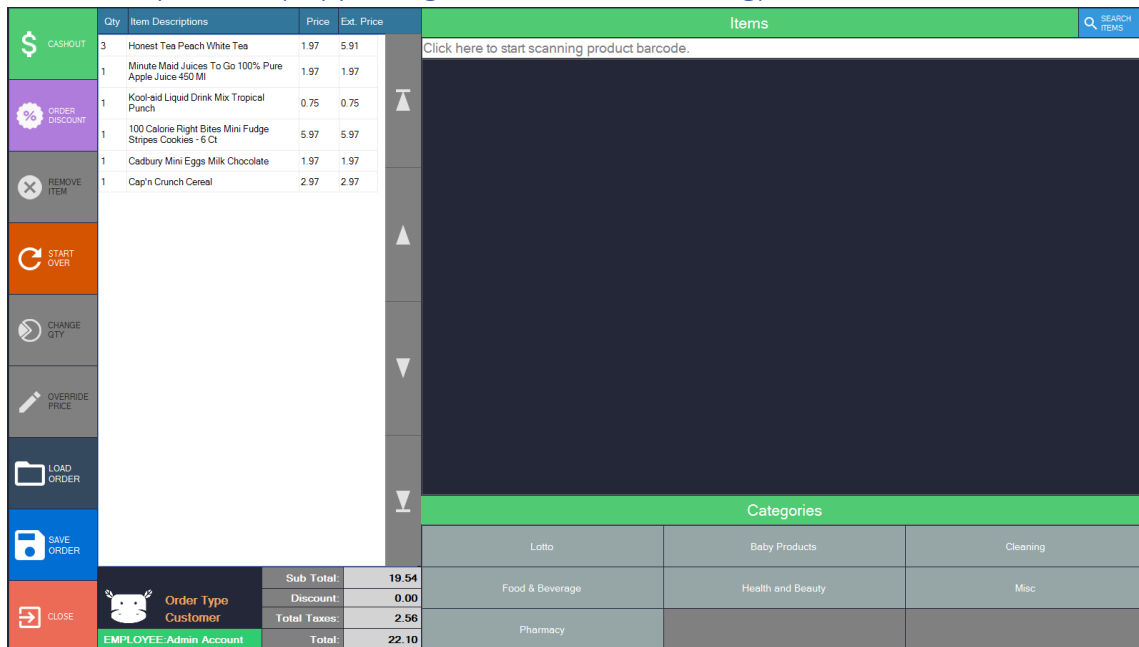 $ CASHOUT
% ORDER
DISCOUNT
REMOVE
ITEM
START
OVER
CHANGE
QTY
OVERRIDE
PRICE
LOAD
ORDER
SAVE
ORDER
CLOSE
Qty Item Descriptions Price Ext. Price
3 Honest Tea Peach White Tea 1.97 5.91
1 Minute Maid Juices To Go 100% Pure
Apple Juice 450 Ml 1.97 1.97
1 Kool-aid Liquid Drink Mix Tropical
Punch 0.75 0.75
1 100 Calorie Right Bites Mini Fudge
Stripes Cookies - 6 Ct 5.97 5.97
1 Cadbury Mini Eggs Milk Chocolate 1.97 1.97
1 Cap'n Crunch Cereal 2.97 2.97
Order Type
Customer
EMPLOYEE:Admin Account
Sub Total: 19.54
Discount: 0.00
Total Taxes: 2.56
Total: 22.10
Items
SEARCH
ITEMS
Click here to start scanning product barcode.
Categories
Lotto Baby Products Cleaning
Food & Beverage Health and Beauty Misc
Pharmacy